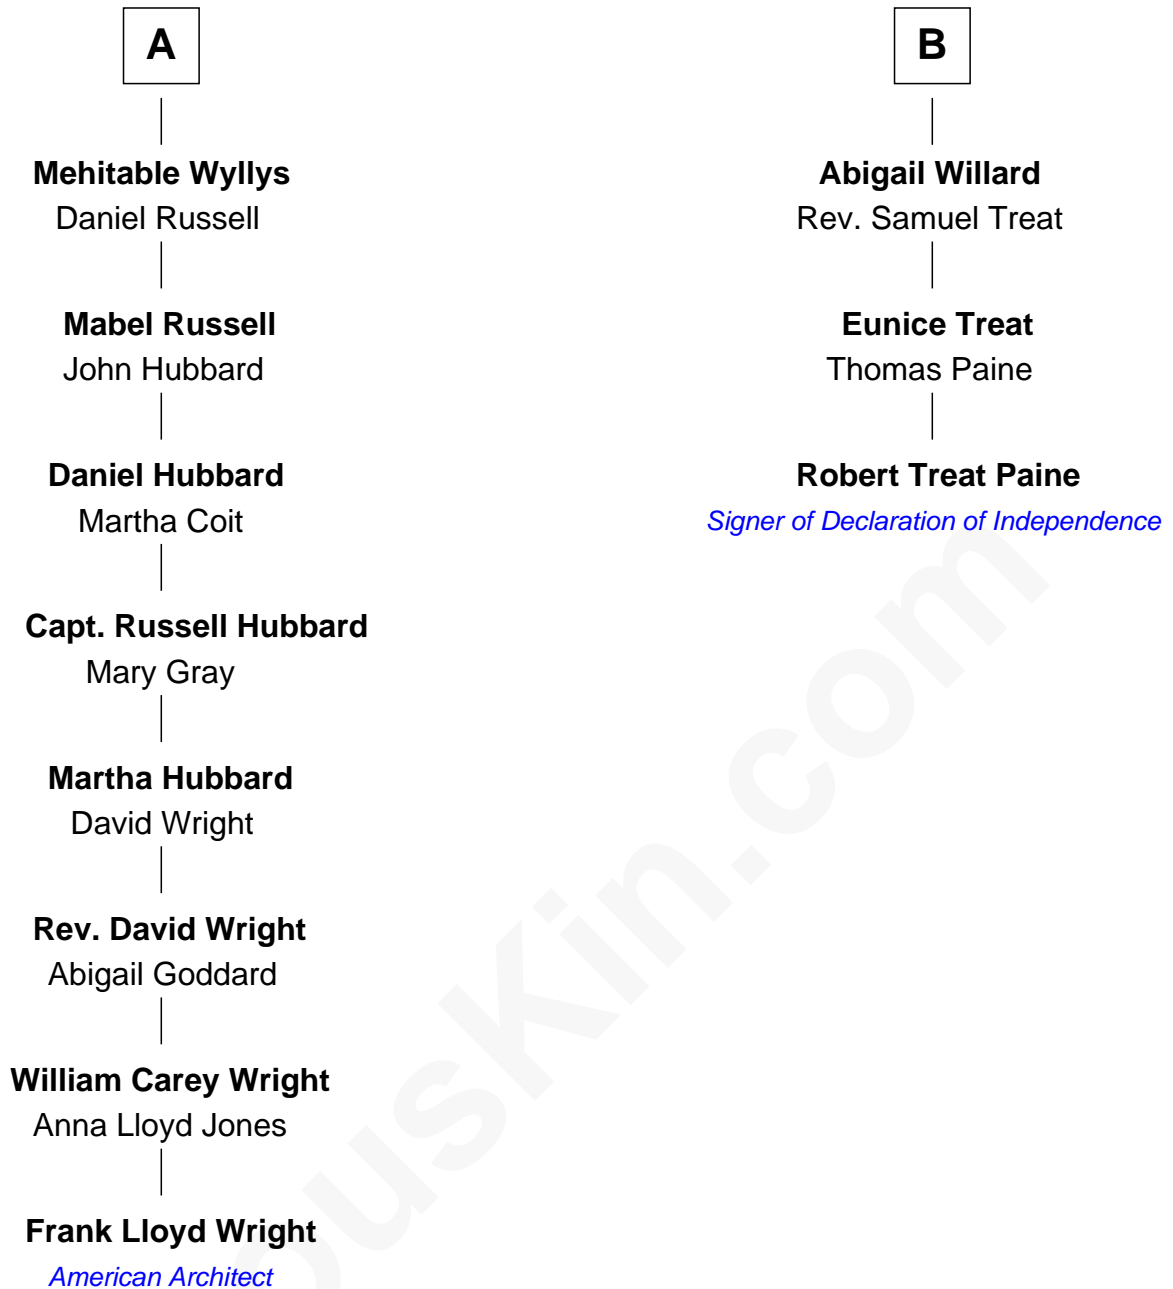 A
Mehitable Wyllys
Daniel Russell
Mabel Russell
John Hubbard
Daniel Hubbard
Martha Coit
Capt. Russell Hubbard
Mary Gray
Martha Hubbard
David Wright
Rev. David Wright
Abigail Goddard
William Carey Wright
Anna Lloyd Jones
Frank Lloyd Wright
American Architect
B
Abigail Willard
Rev. Samuel Treat
Eunice Treat
Thomas Paine
Robert Treat Paine
Signer of Declaration of Independence
ousKin.com